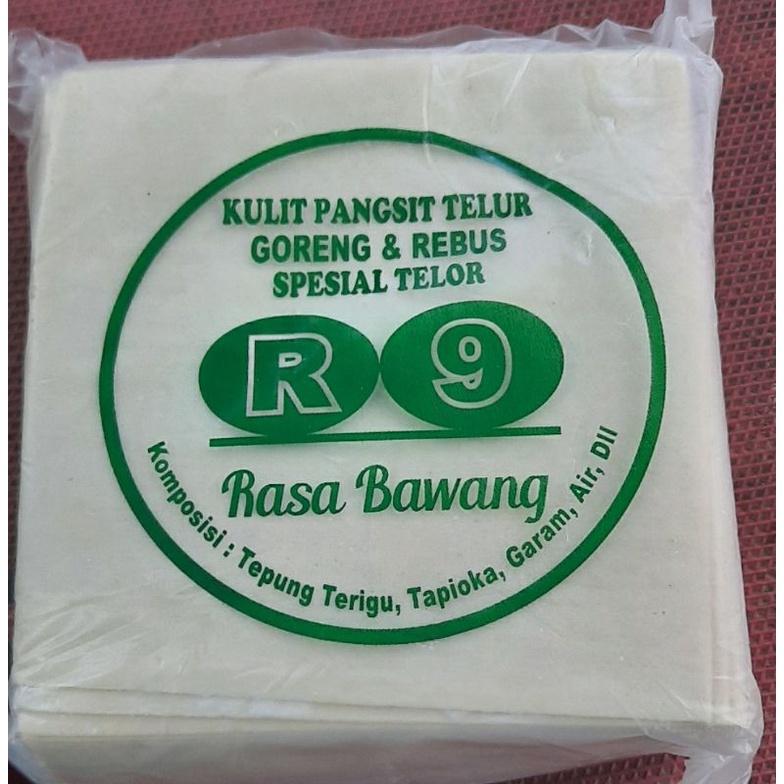 KULIT PANGSIT TELUR
GORENG & REBUS
SPESIAL TELOR
R 9
Rasa Bawang
Komposisi : Tepung Terigu, Tapioka, Garam, Air, Dll